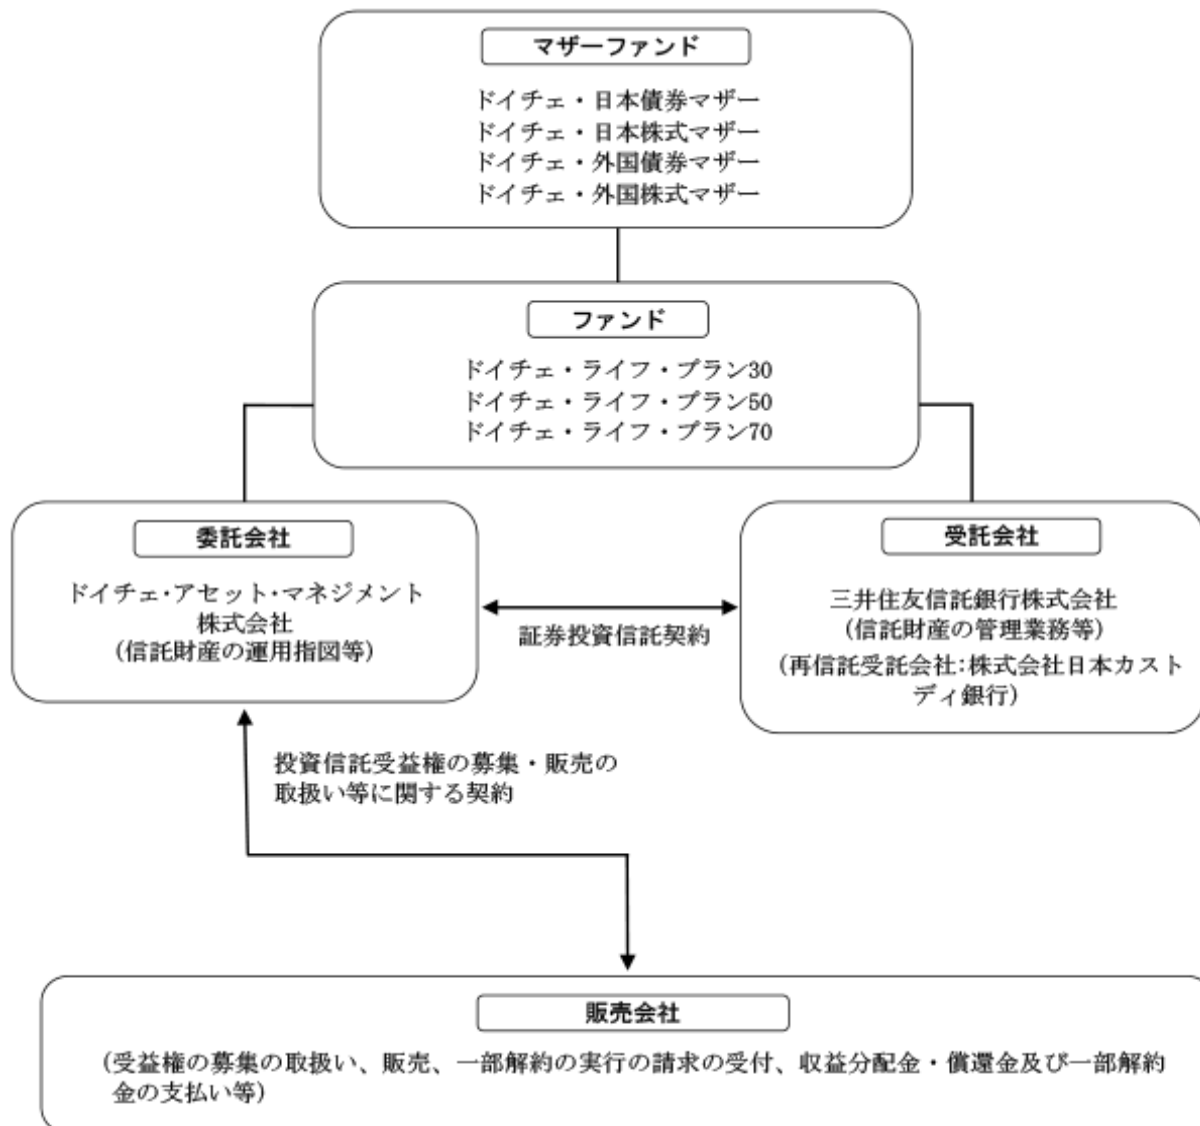 マザーファンド
ドイチェ・日本債券マザー
ドイチェ・日本株式マザー
ドイチェ・外国債券マザー
ドイチェ・外国株式マザー
ファンド
ドイチェ・ライフ・プラン30
ドイチェ・ライフ・プラン50
ドイチェ・ライフ・プラン70
委託会社
ドイチェ・アセット・マネジメント
株式会社
(信託財産の運用指図等)
証券投資信託契約
受託会社
三井住友信託銀行株式会社
(信託財産の管理業務等)
(再信託受託会社:株式会社日本カスト
ディ銀行)
投資信託受益権の募集・販売の
取扱い等に関する契約
販売会社
(受益権の募集の取扱い、販売、一部解約の実行の請求の受付、収益分配金・償還金及び一部解約
金の支払い等)